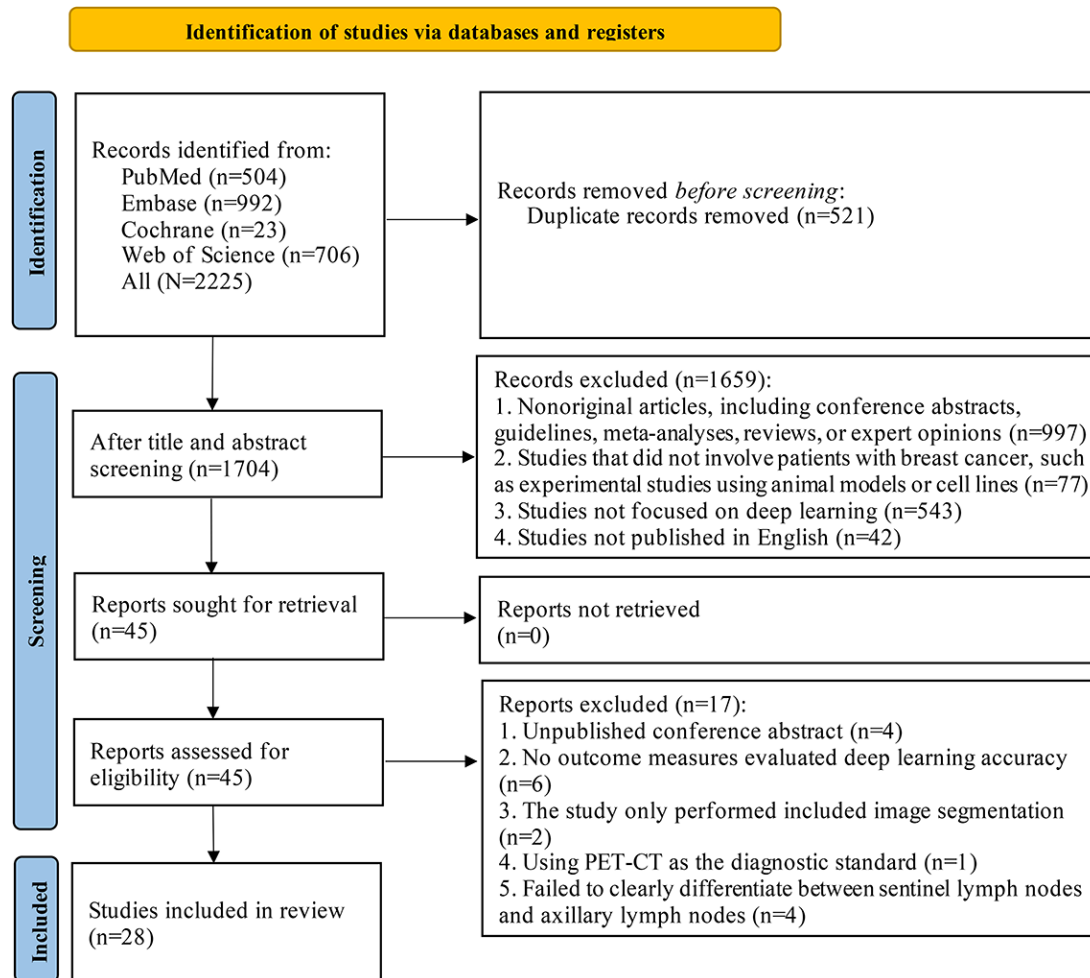 Identification of studies via databases and registers
Identification
Records identified from:
PubMed (n=504)
Embase (n=992)
Cochrane (n=23)
Web of Science (n=706)
All (N=2225)
Records removed before screening:
Duplicate records removed (n=521)
Screening
After title and abstract
screening (n=1704)
Records excluded (n=1659):
1. Nonoriginal articles, including conference abstracts,
guidelines, meta-analyses, reviews, or expert opinions (n=997)
2. Studies that did not involve patients with breast cancer, such
as experimental studies using animal models or cell lines (n=77)
3. Studies not focused on deep learning (n=543)
4. Studies not published in English (n=42)
Reports sought for retrieval
(n=45)
Reports not retrieved
(n=0)
Reports assessed for
eligibility (n=45)
Reports excluded (n=17):
1. Unpublished conference abstract (n=4)
2. No outcome measures evaluated deep learning accuracy
(n=6)
3. The study only performed included image segmentation
(n=2)
4. Using PET-CT as the diagnostic standard (n=1)
5. Failed to clearly differentiate between sentinel lymph nodes
and axillary lymph nodes (n=4)
Included
Studies included in review
(n=28)